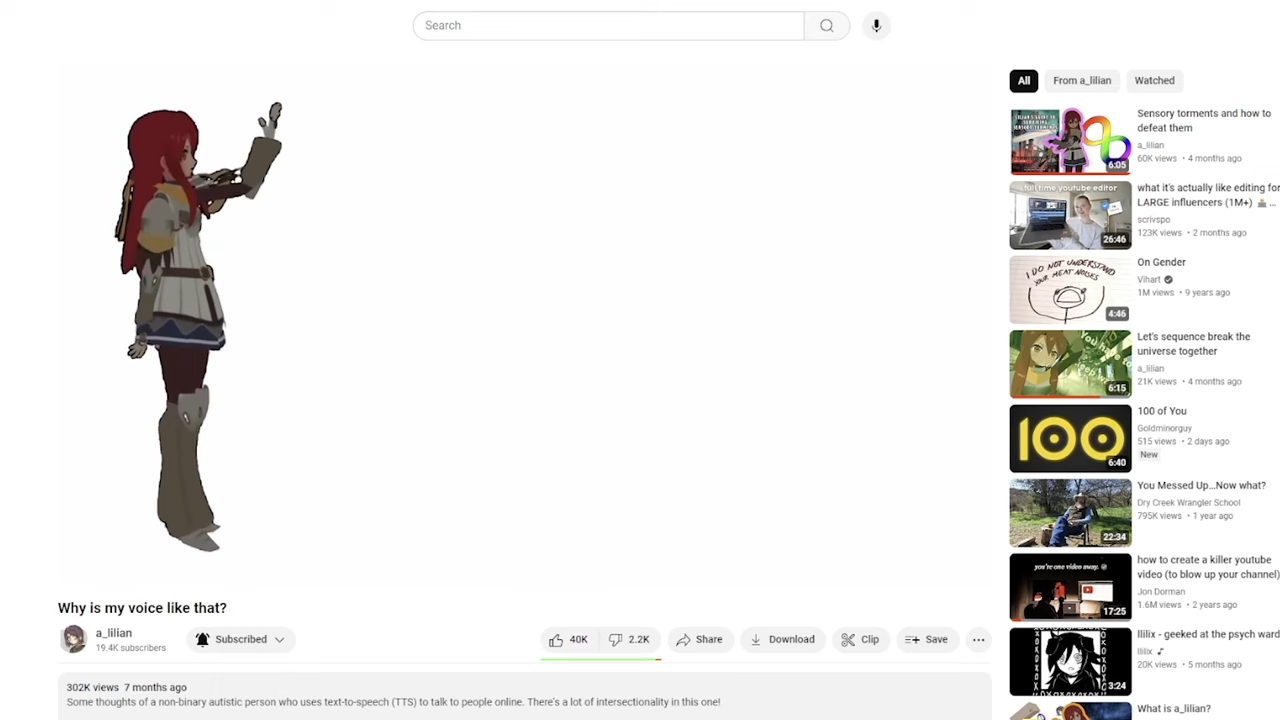 Search
All
From a_lilian
Watched
Sensory torments and how to
defeat them
a_lilian
60K views • 4 months ago
6:05
full time youtube editor
what it's actually like editing for
LARGE influencers (1M+)
...
scrivspo
123K views • 2 months ago
26:46
I DO NOT UNDERSTAND
YOUR MEAT NOISES
On Gender
Vihart
1M views • 9 years ago
4:46
Let's sequence break the
universe together
a_lilian
21K views • 4 months ago
6:15
100
100 of You
Goldminorguy
515 views • 2 days ago
New
6:40
You Messed Up...Now what?
Dry Creek Wrangler School
795K views • 1 year ago
22:34
you're one video away.
how to create a killer youtube
video (to blow up your channel)
Jon Dorman
1.6M views • 2 years ago
17:25
llilix - geeked at the psych ward
llilix
20K views • 5 months ago
3:24
What is a_lilian?
Why is my voice like that?
a_lilian
19.4K subscribers
Subscribed
40K
2.2K
Share
Download
Clip
Save
302K views 7 months ago
Some thoughts of a non-binary autistic person who uses text-to-speech (TTS) to talk to people online. There's a lot of intersectionality in this one!